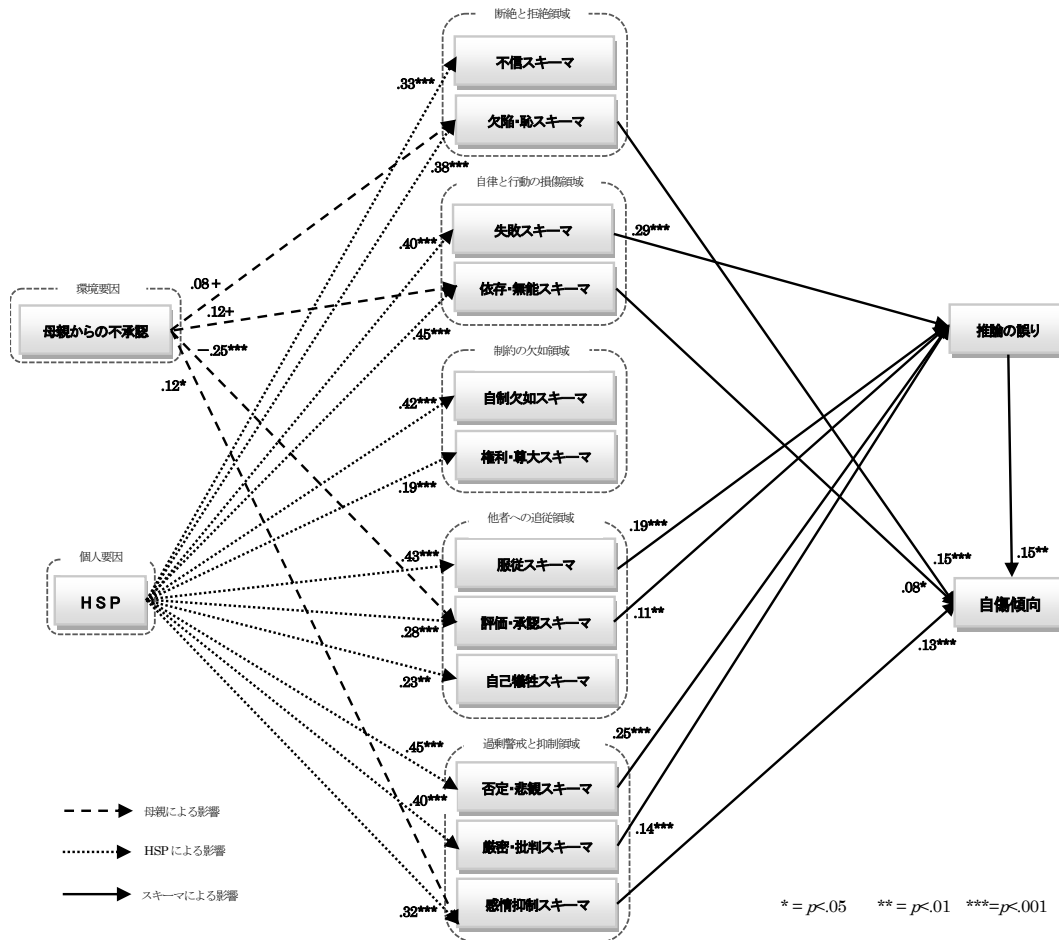 断絶と拒絶領域
不信スキーマ
.33***
欠陥・恥スキーマ
.38***
自律と行動の損傷領域
失敗スキーマ
.29***
.40***
依存・無能スキーマ
.08 +
環境要因
.12+
母親からの不承認
.45***
推論の誤り
－.25***
制約の欠如領域
.12*
自制欠如スキーマ
.42***
権利・尊大スキーマ
.19***
他者への追従領域
.19***
個人要因
.43***
服従スキーマ
.15***
.15**
HSP
.08*
自傷傾向
評価・承認スキーマ
.11**
.28***
.13***
自己犠牲スキーマ
.23**
過剰警戒と抑制領域
.25***
.45***
否定・悲観スキーマ
.40***
母親による影響
厳密・批判スキーマ
.14***
HSP による影響
スキーマによる影響
感情抑制スキーマ
.32***
* = p<.05 ** = p<.01 ***=p<.001